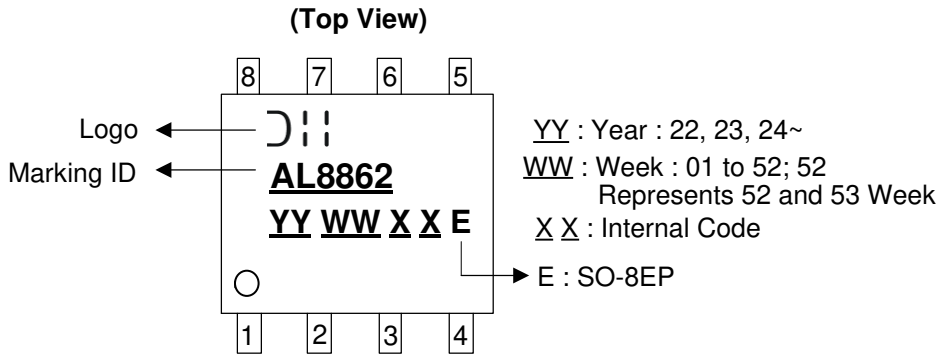 (Top View)
8 7 6 5
Logo
Marking ID
AL8862
YY WW X X E
YY : Year : 22, 23, 24~
WW : Week : 01 to 52; 52
Represents 52 and 53 Week
X X : Internal Code
E : SO-8EP
1 2 3 4